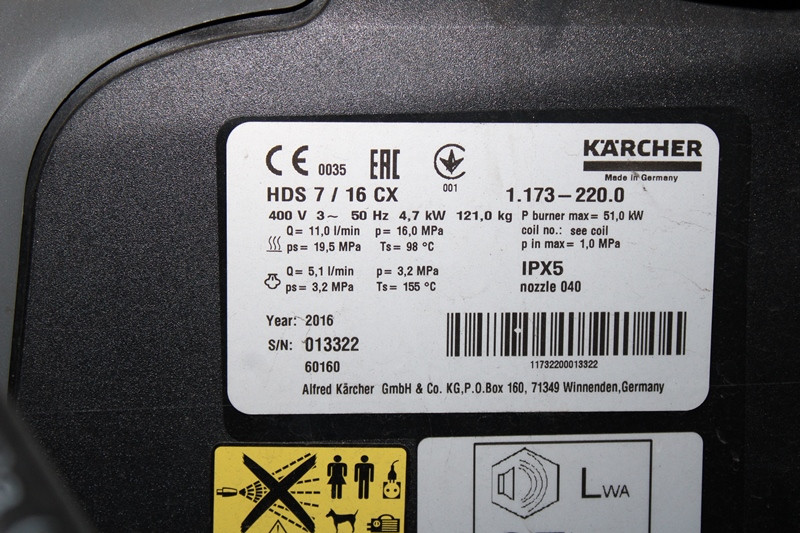 CE 0035 EAC 001
KÄRCHER
Made in Germany
HDS 7 / 16 CX 1.173-220.0
400 V 3~ 50 Hz 4,7 kW 121,0 kg P burner max= 51,0 kW
Q= 11,0 l/min p= 16,0 MPa coil no.: see coil
ps= 19,5 MPa Ts= 98 °C p in max= 1,0 MPa
Q= 5,1 l/min p= 3,2 MPa IPX5
ps= 3,2 MPa Ts= 155 °C nozzle 040
Year: 2016
S/N: 013322
60160
11732200013322
Alfred Kärcher GmbH & Co. KG,P.O.Box 160, 71349 Winnenden,Germany
LWA